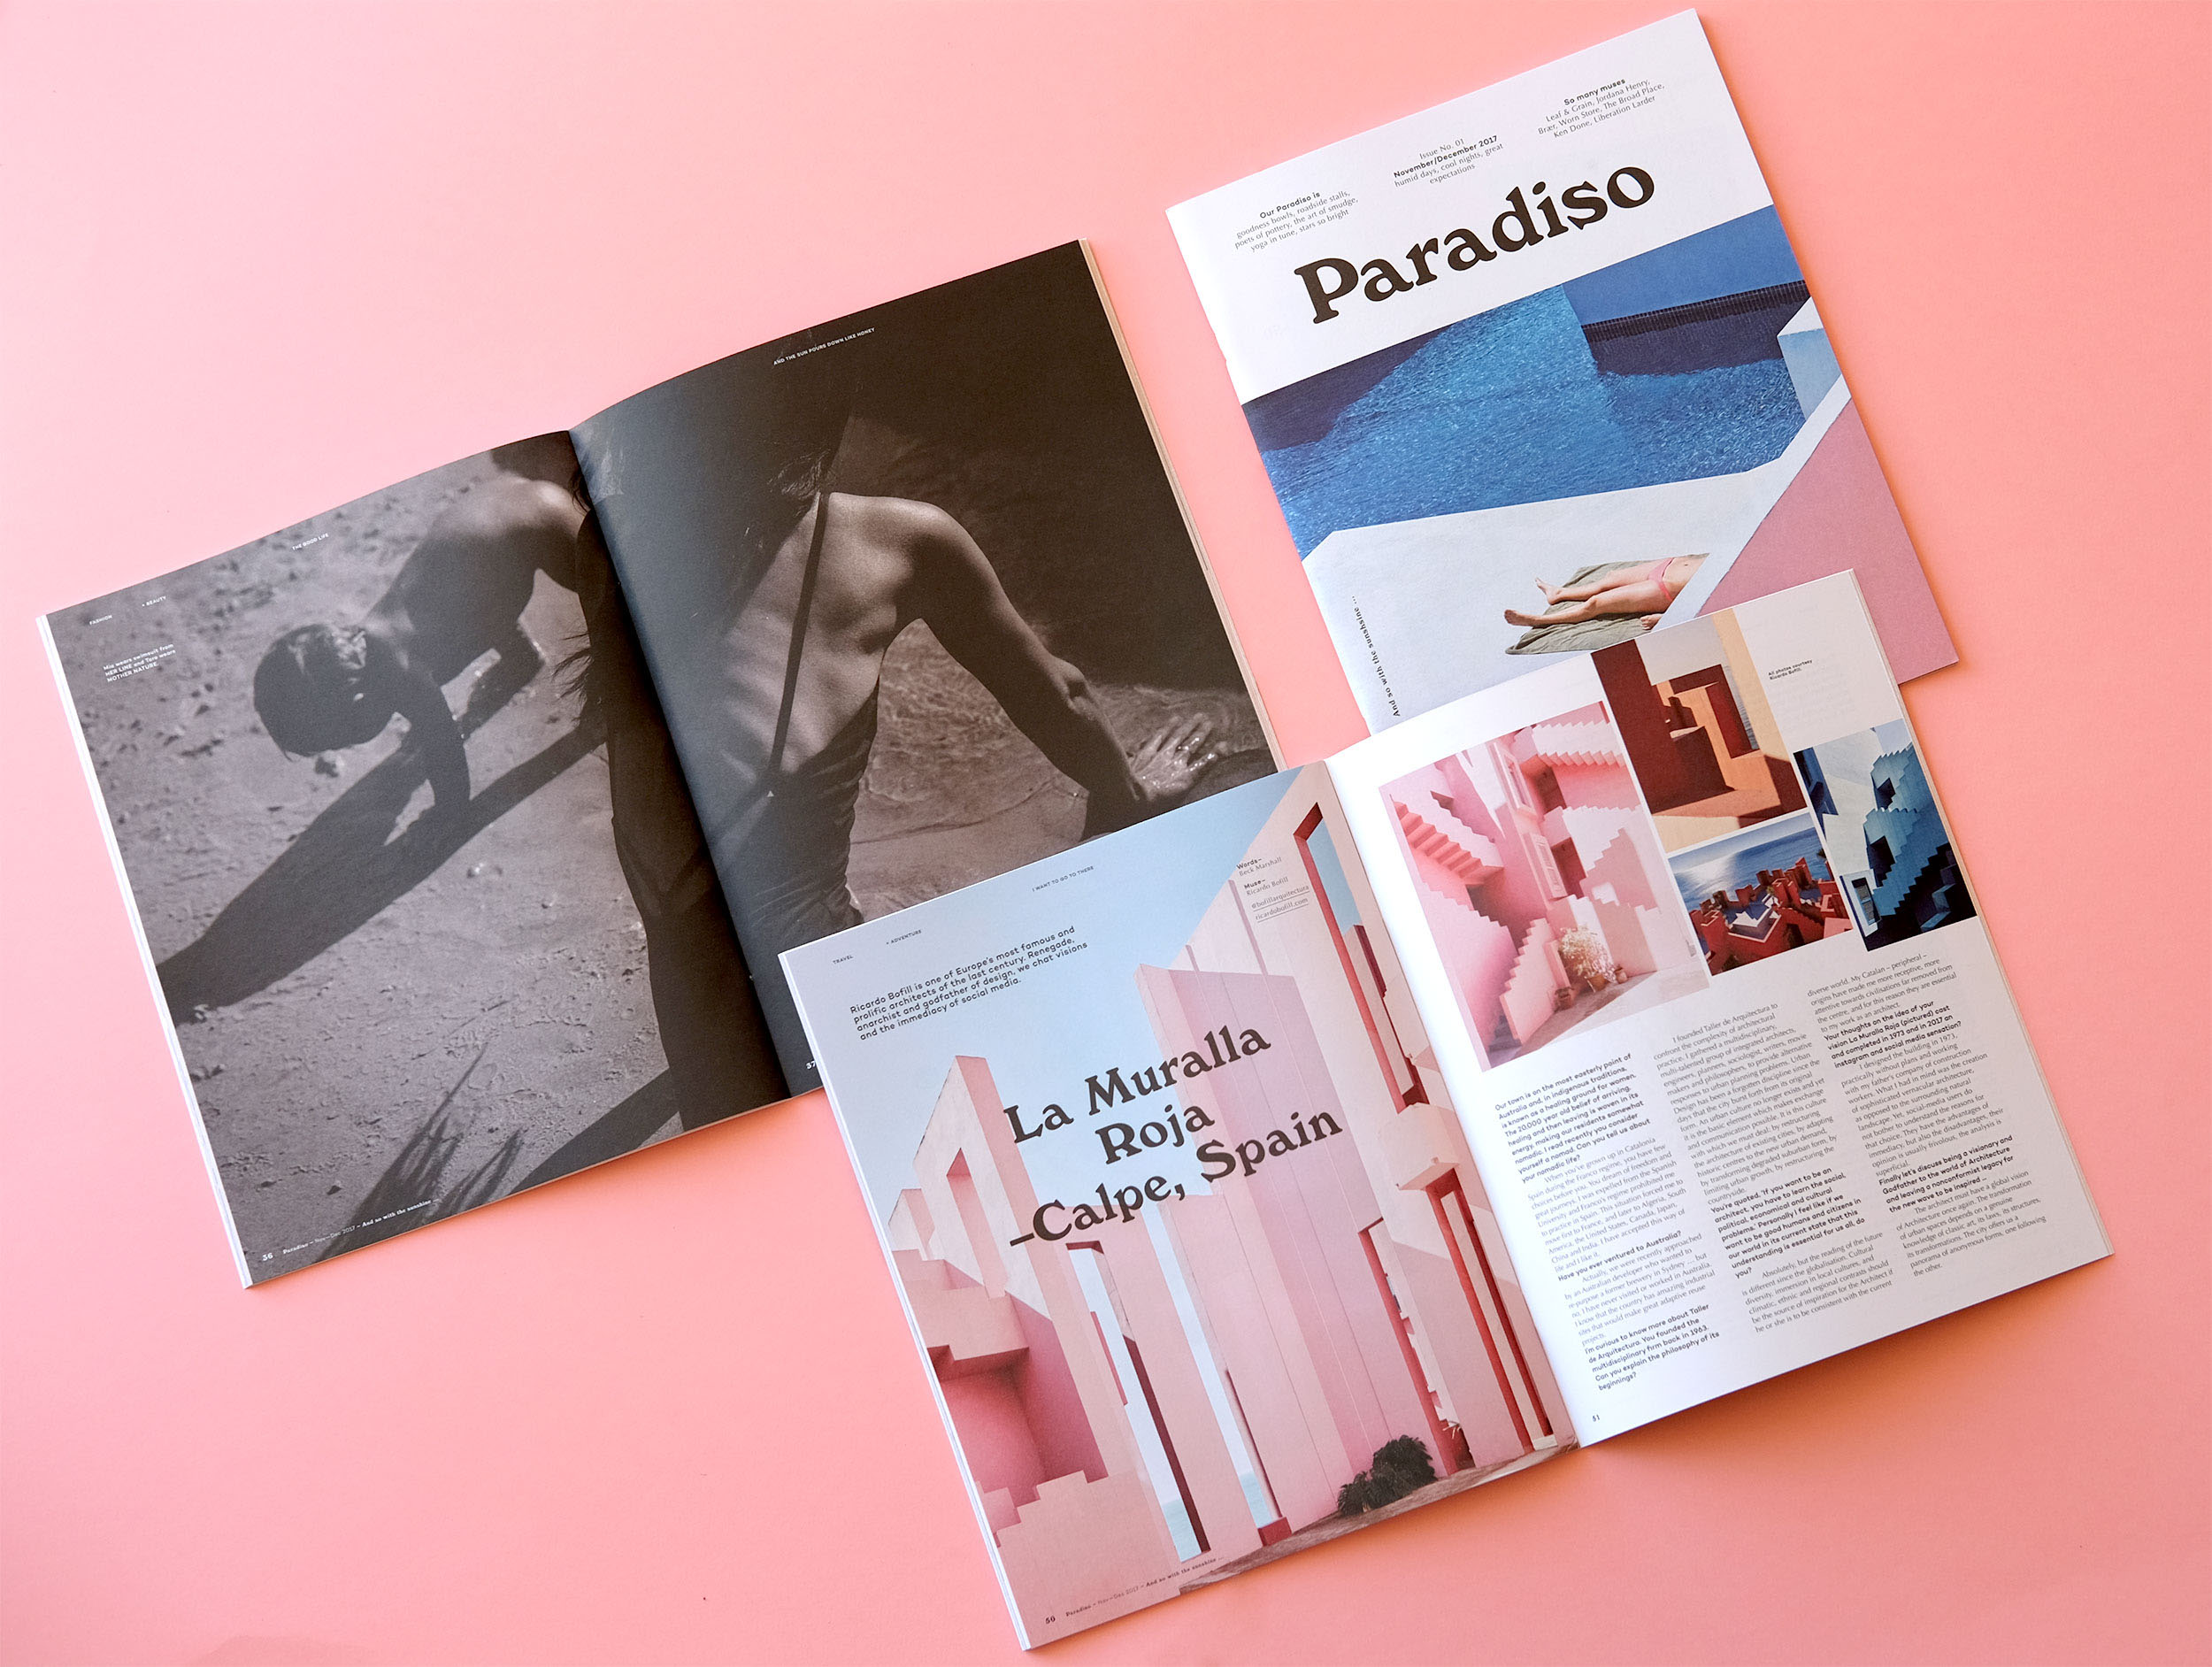 FASHION
+ BEAUTY
THE GOOD LIFE
Mia wears swimsuit from
HER LINE and Tara wears
MOTHER NATURE.
36 Paradiso – Nov—Dec 2017 – And so with the sunshine ...
AND THE SUN POURS DOWN LIKE HONEY
37
Our Paradiso is
goodness bowls, roadside stalls,
poets of pottery, the art of smudge,
yoga in tune, stars so bright
Issue No. 01
November/December 2017
humid days, cool nights, great
expectations
So many muses
Leaf & Grain, Jordana Henry,
Brær, Worn Store, The Broad Place,
Ken Done, Liberation Larder
Paradiso
And so with the sunshine ...
TRAVEL
+ ADVENTURE
I WANT TO GO TO THERE
Ricardo Bofill is one of Europe's most famous and
prolific architects of the last century. Renegade,
anarchist and godfather of design, we chat visions
and the immediacy of social media.
Words—
Beck Marshall
Muse—
Ricardo Bofill
@bofillarquitectura
ricardobofill.com
La Muralla
Roja
–Calpe, Spain
50 Paradiso – Nov—Dec 2017 – And so with the sunshine ...
All photos courtesy
Ricardo Bofill
Our town is on the most easterly point of
Australia and, in indigenous traditions,
is known as a healing ground for women.
The 20,000 year old belief of arriving,
healing and then leaving is woven in its
energy, making our residents somewhat
nomadic. I read recently you consider
yourself a nomad. Can you tell us about
your nomadic life?
When you've grown up in Catalonia
Spain during the Franco regime, you have few
choices before you. You dream of freedom and
great journeys. I was expelled from the Spanish
University and Franco's regime prohibited me
to practice in Spain. This situation forced me to
move first to France, and later to Algeria, South
America, the United States, Canada, Japan,
China and India. I have accepted this way of
life and I like it.
Have you ever ventured to Australia?
Actually, we were recently approached
by an Australian developer who wanted to
re-purpose a former brewery in Sydney ... but
no, I have never visited or worked in Australia.
I know that the country has amazing industrial
sites that would make great adaptive reuse
projects.
I'm curious to know more about Taller
de Arquitectura. You founded the
multidisciplinary firm back in 1963.
Can you explain the philosophy of its
beginnings?
I founded Taller de Arquitectura to
confront the complexity of architectural
practice. I gathered a multidisciplinary,
multi-talented group of integrated architects,
engineers, planners, sociologist, writers, movie
makers and philosophers, to provide alternative
responses to urban planning problems. Urban
Design has been a forgotten discipline since the
days that the city burst forth its original
form. An urban culture no longer exists and yet
it is the basic element which makes exchange
and communication possible. It is this culture
with which we must deal: by restructuring
the architecture of existing cities, by adapting
historic centres to the new urban demand,
by transforming degraded suburban form, by
limiting urban growth, by restructuring the
countryside.
You're quoted, 'If you want to be an
architect, you have to learn the social,
political, economical and cultural
problems.' Personally I feel like if we
want to be good humans and citizens in
our world in its current state that this
understanding is essential for us all, do
you?
Absolutely, but the reading of the future
is different since the globalisation. Cultural
diversity, immersion in local cultures, and
climatic, ethnic and regional contrasts should
be the source of inspiration for the Architect if
he or she is to be consistent with the current
diverse world. My Catalan – peripheral –
origins have made me more receptive, more
attentive towards civilisations far removed from
the centre, and for this reason they are essential
to my work as an architect.
Your thoughts on the idea of your
vision La Muralla Roja (pictured) cast
and completed in 1973 and in 2017 an
Instagram and social media sensation?
I designed the building in 1973,
practically without plans and working
with my father's company of construction
workers. What I had in mind was the creation
of sophisticated vernacular architecture,
as opposed to the surrounding natural
landscape. Yet, social-media users do
not bother to understand the reasons for
that choice. They have the advantages of
immediacy, but also the disadvantages, their
opinion is usually frivolous, the analysis is
superficial.
Finally let's discuss being a visionary and
Godfather to the world of Architecture
and leaving a nonconformist legacy for
the new wave to be inspired –
The architect must have a global vision
of Architecture once again. The transformation
of urban spaces depends on a genuine
knowledge of classic art, its laws, its structures,
its transformations. The city offers us a
panorama of anonymous forms, one following
the other.
51